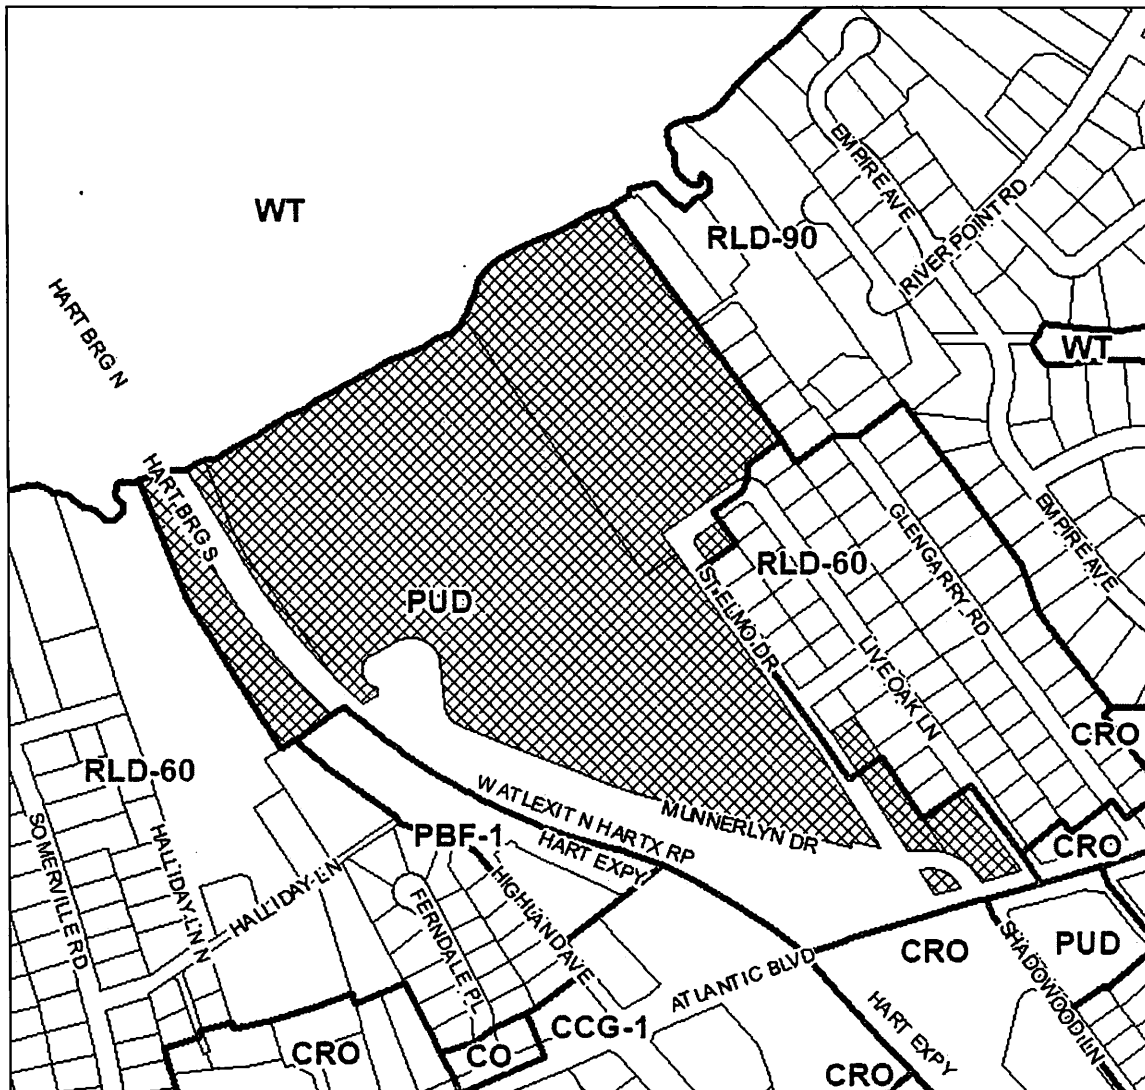 WT
HART BRG N
EMPIRE AVE
RIVER POINT RD
RLD-90
WT
HART BRG S
PUD
GLENGARRY RD
EMPIRE AVE
RLD-60
ST ELMO DR
LIVE OAK LN
CRO
RLD-60
W ATL EXIT N HART X RP
MUNNERLYN DR
HART EXPY
PBF-1
SOMERVILLE RD
HALLIDAY LN N
HALLIDAY LN
FERNDALE PL
HIGHLAND AVE
CRO
ATLANTIC BLVD
CRO
PUD
SHADOWOOD LN
HART EXPY
CCG-1
CRO
CO
CRO